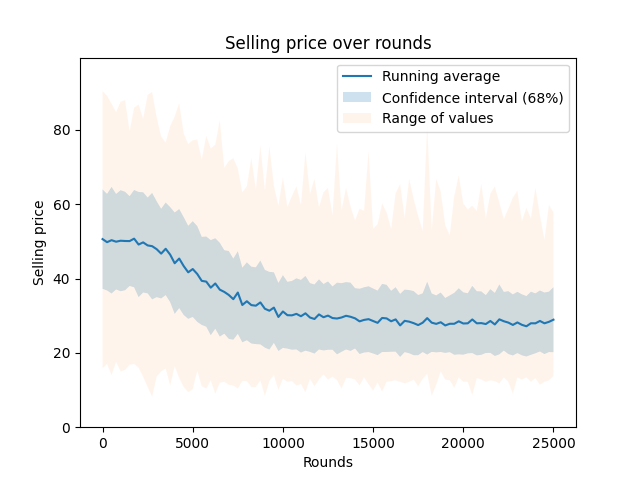 Selling price over rounds
Running average
Confidence interval (68%)
Range of values
80
60
40
20
0
Selling price
0 5000 10000 15000 20000 25000
Rounds